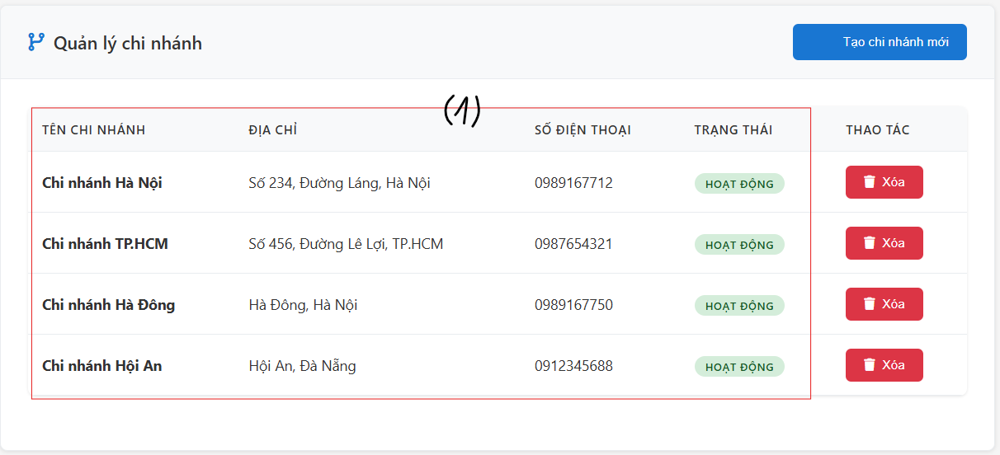 Quản lý chi nhánh
Tạo chi nhánh mới
(1)
TÊN CHI NHÁNH ĐỊA CHỈ SỐ ĐIỆN THOẠI TRẠNG THÁI THAO TÁC
Chi nhánh Hà Nội Số 234, Đường Láng, Hà Nội 0989167712 HOẠT ĐỘNG Xóa
Chi nhánh TP.HCM Số 456, Đường Lê Lợi, TP.HCM 0987654321 HOẠT ĐỘNG Xóa
Chi nhánh Hà Đông Hà Đông, Hà Nội 0989167750 HOẠT ĐỘNG Xóa
Chi nhánh Hội An Hội An, Đà Nẵng 0912345688 HOẠT ĐỘNG Xóa